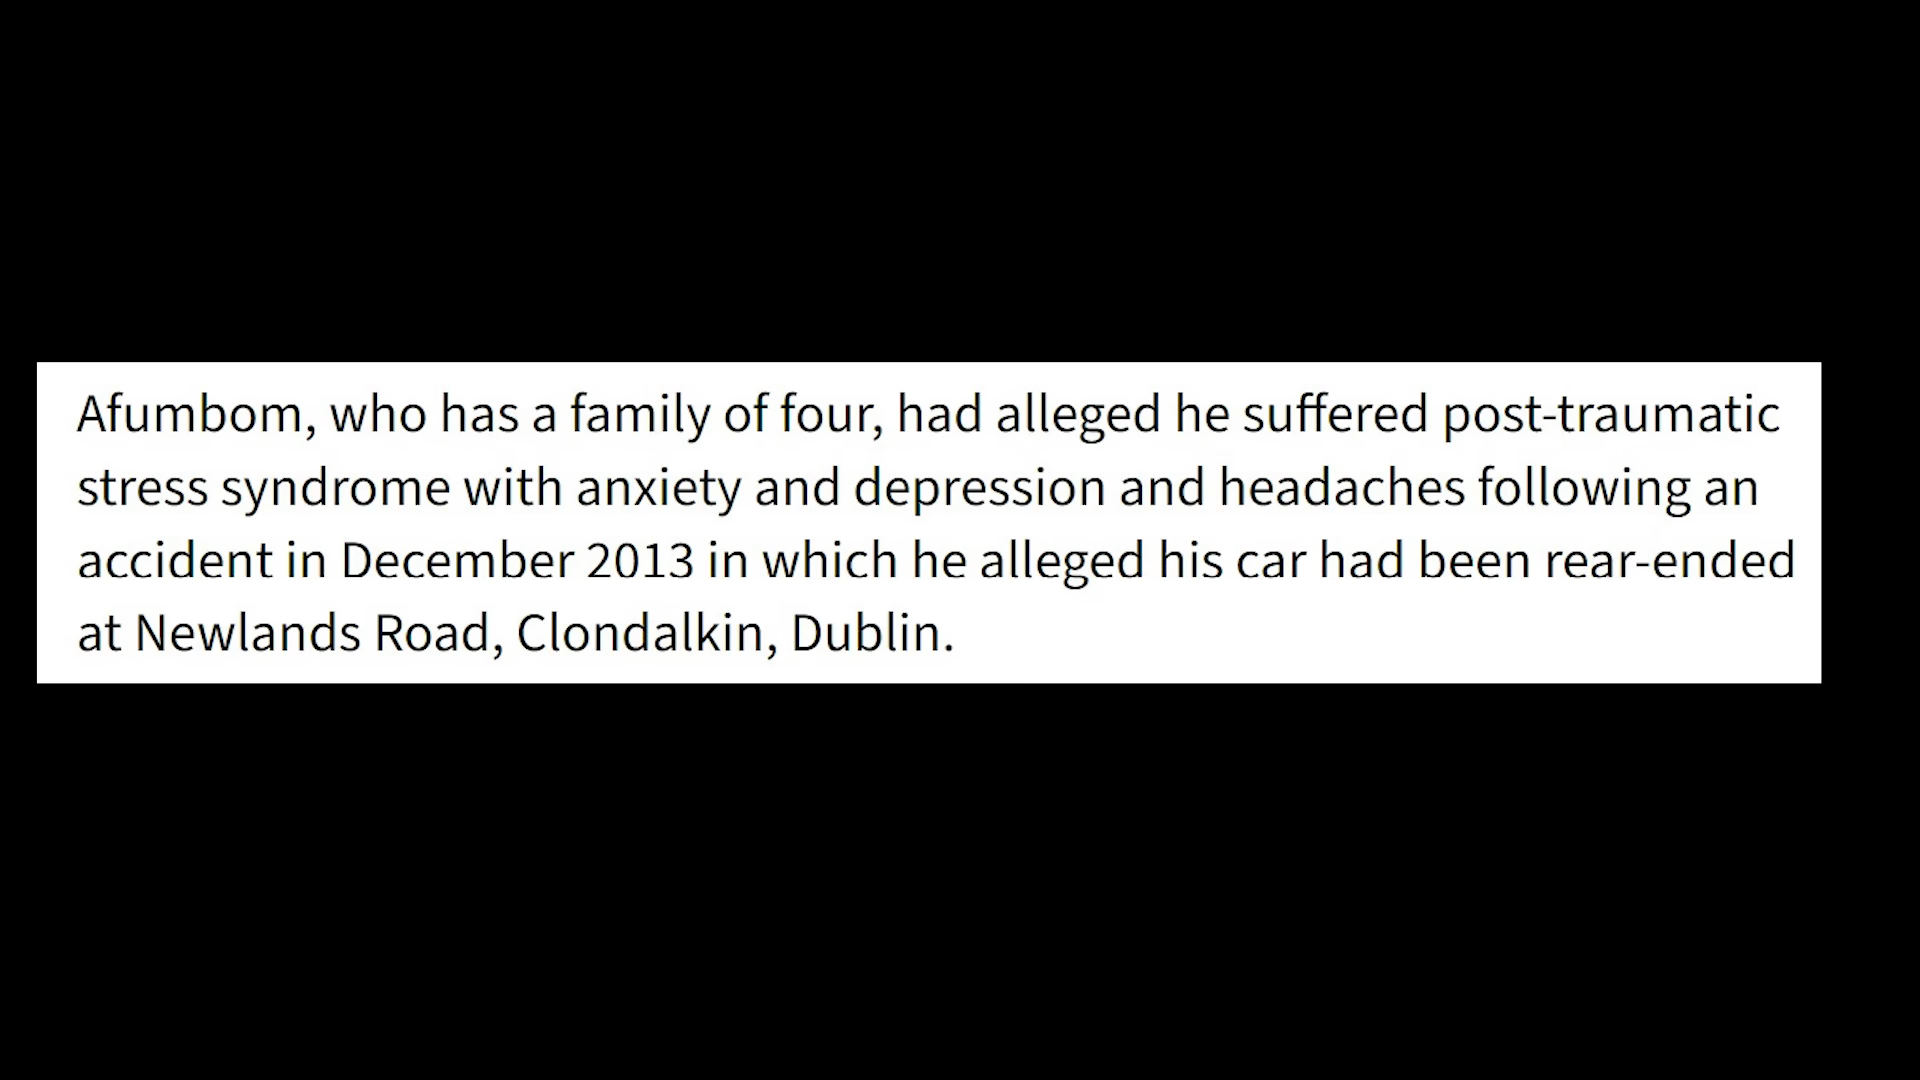 Afumbom, who has a family of four, had alleged he suffered post-traumatic
stress syndrome with anxiety and depression and headaches following an
accident in December 2013 in which he alleged his car had been rear-ended
at Newlands Road, Clondalkin, Dublin.